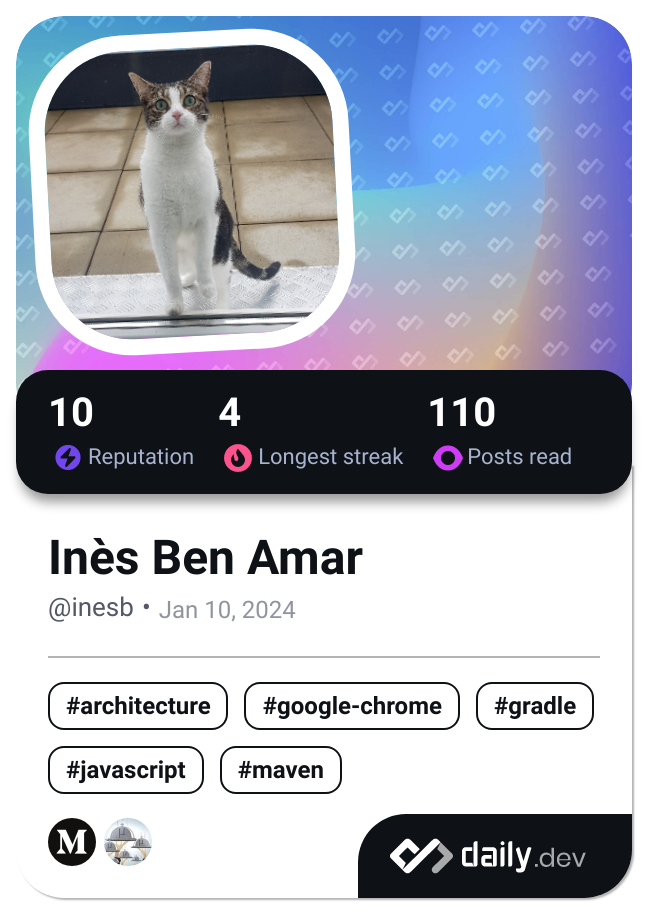 10 4 110
Reputation Longest streak Posts read
Inès Ben Amar
@inesb • Jan 10, 2024
#architecture #google-chrome #gradle
#javascript #maven
M daily.dev